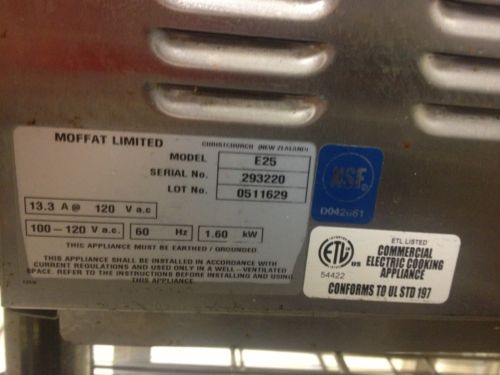 MOFFAT LIMITED CHRISTCHURCH (NEW ZEALAND)
MODEL E25
SERIAL No. 293220
LOT No. 0511629
13.3 A@ 120 V a.c
100-120 V a.c. 60 Hz 1.60 kW
THIS APPLIANCE MUST BE EARTHED / GROUNDED.
THIS APPLIANCE SHALL BE INSTALLED IN ACCORDANCE WITH
CURRENT REGULATIONS AND USED ONLY IN A WELL-VENTILATED
SPACE. REFER TO THE INSTRUCTIONS BEFORE INSTALLING AND USING
THIS APPLIANCE
NSF.
ETL LISTED
COMMERCIAL
ELECTRIC COOKING
APPLIANCE
ETL
US
54422
CONFORMS TO UL STD 197